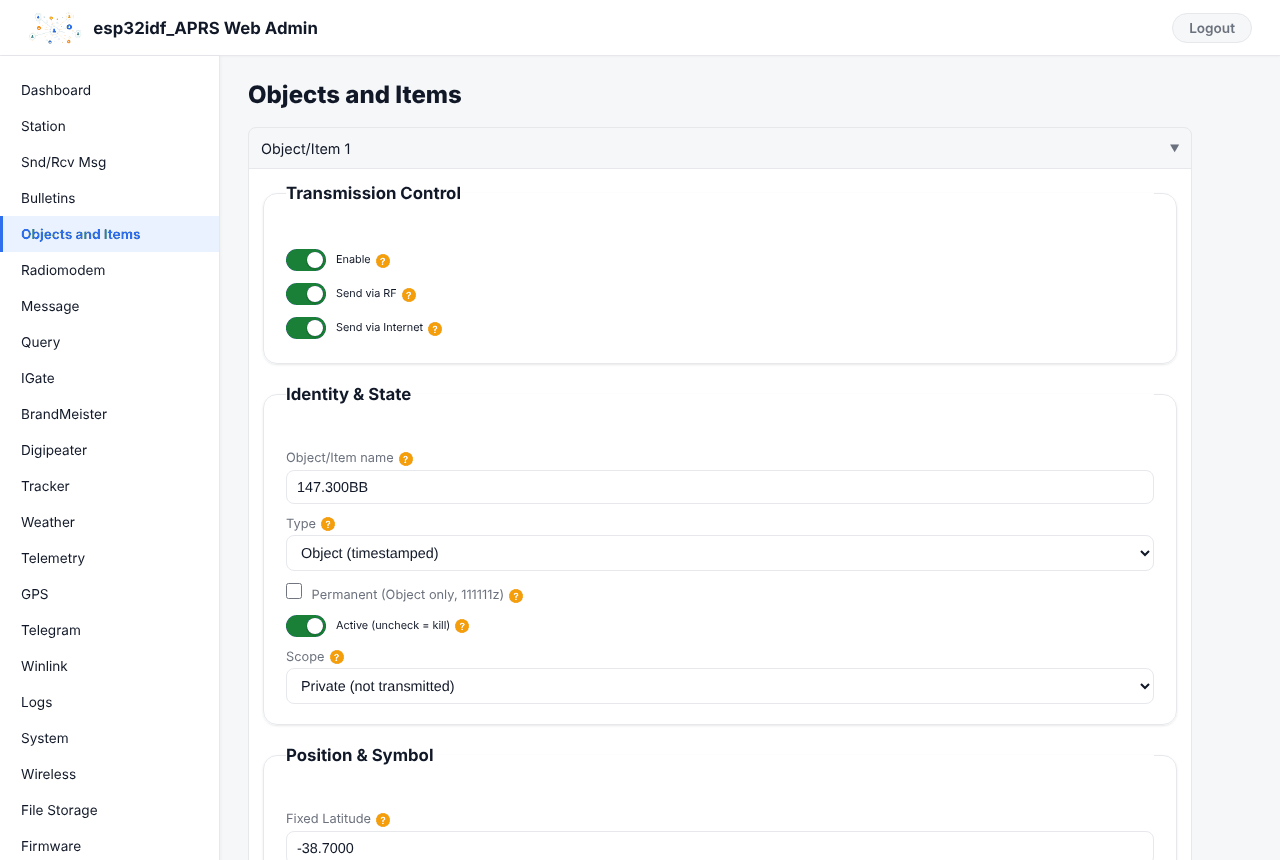 esp32idf_APRS Web Admin
Logout
Dashboard
Station
Snd/Rcv Msg
Bulletins
Objects and Items
Radiomodem
Message
Query
IGate
BrandMeister
Digipeater
Tracker
Weather
Telemetry
GPS
Telegram
Winlink
Logs
System
Wireless
File Storage
Firmware
Objects and Items
Object/Item 1
Transmission Control
Enable ?
Send via RF ?
Send via Internet ?
Identity & State
Object/Item name ?
147.300BB
Type ?
Object (timestamped)
Permanent (Object only, 111111z) ?
Active (uncheck = kill) ?
Scope ?
Private (not transmitted)
Position & Symbol
Fixed Latitude ?
-38.7000